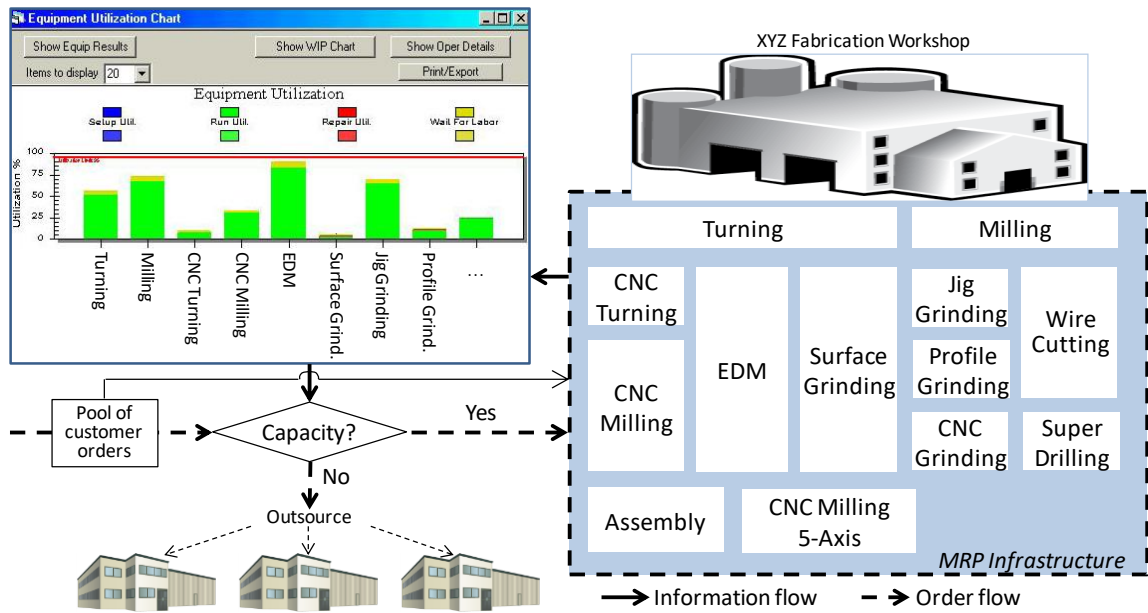 Equipment Utilization Chart
Show Equip Results
Show WIP Chart
Show Oper Details
Items to display 20
Print/Export
Equipment Utilization
Setup Util.
Run Util.
Repair Util.
Wait For Labor
Utilization %
100
75
50
25
0
Turning
Milling
CNC Turning
CNC Milling
EDM
Surface Grind.
Jig Grinding
Profile Grind.
...
XYZ Fabrication Workshop
Turning
Milling
CNC
Turning
EDM
Surface
Grinding
Jig
Grinding
Wire
Cutting
CNC
Milling
Profile
Grinding
CNC
Grinding
Super
Drilling
Assembly
CNC Milling
5-Axis
MRP Infrastructure
Pool of
customer
orders
Capacity?
Yes
No
Outsource
Information flow
Order flow